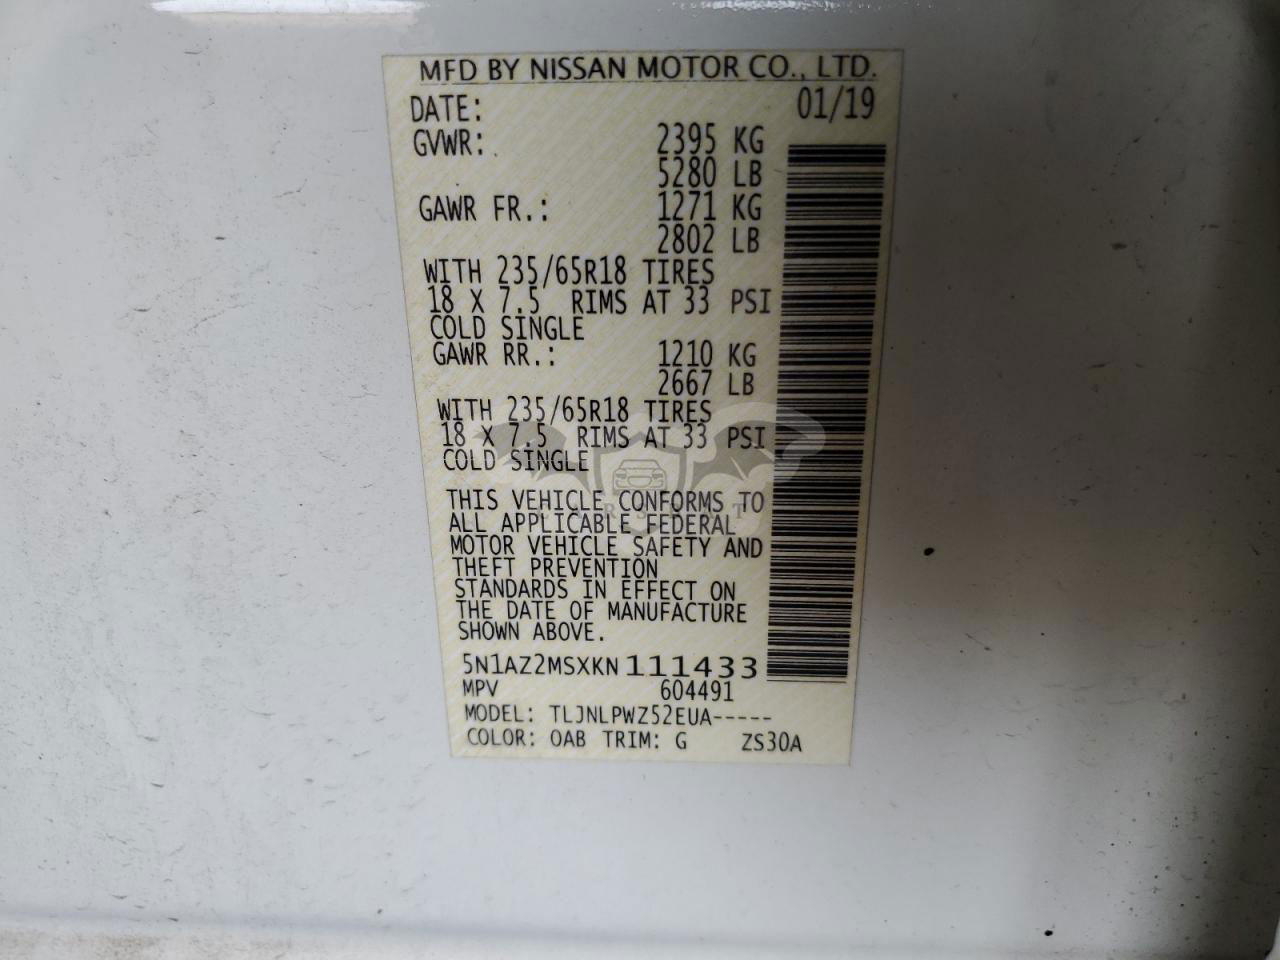 MFD BY NISSAN MOTOR CO., LTD.
DATE: 01/19
GVWR: 2395 KG
5280 LB
GAWR FR.: 1271 KG
2802 LB
WITH 235/65R18 TIRES
18 X 7.5 RIMS AT 33 PSI
COLD SINGLE
GAWR RR.: 1210 KG
2667 LB
WITH 235/65R18 TIRES
18 X 7.5 RIMS AT 33 PSI
COLD SINGLE
THIS VEHICLE CONFORMS TO
ALL APPLICABLE FEDERAL
MOTOR VEHICLE SAFETY AND
THEFT PREVENTION
STANDARDS IN EFFECT ON
THE DATE OF MANUFACTURE
SHOWN ABOVE.
5N1AZ2MSXKN111433
MPV 604491
MODEL: TLJNLPWZ52EUA-----
COLOR: OAB TRIM: G ZS30A